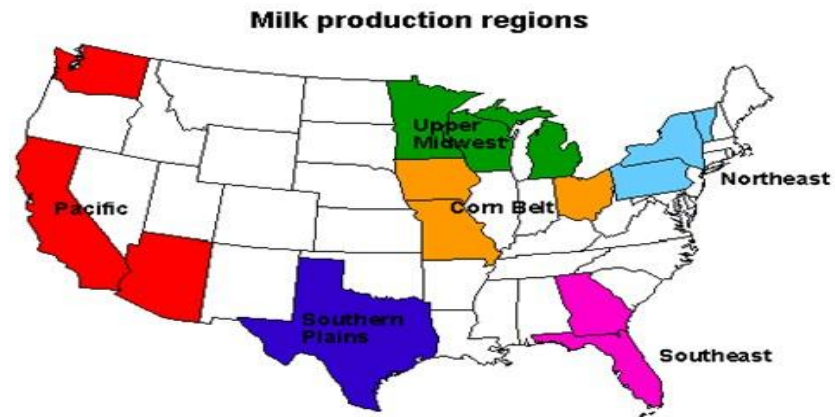 Milk production regions
Upper
Midwest
Northeast
Pacific
Corn Belt
Southern
Plains
Southeast